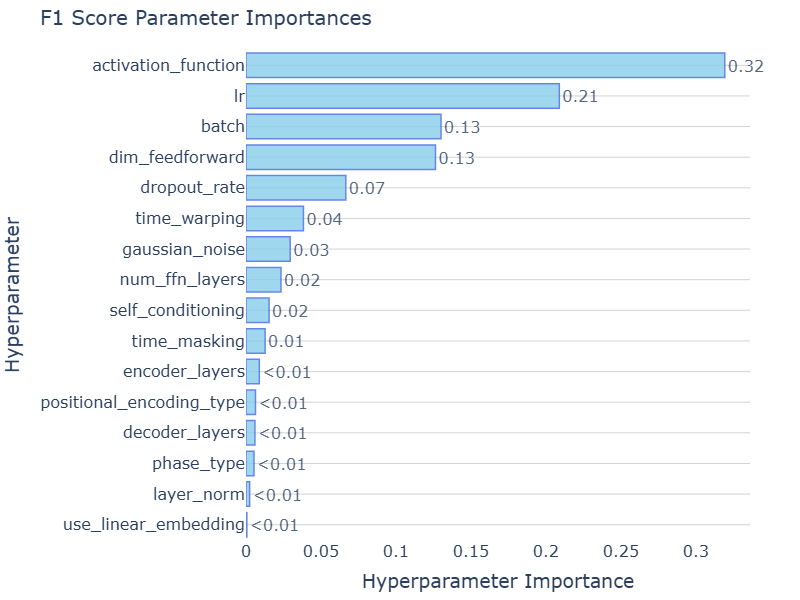 F1 Score Parameter Importances
Hyperparameter
activation_function 0.32
lr 0.21
batch 0.13
dim_feedforward 0.13
dropout_rate 0.07
time_warping 0.04
gaussian_noise 0.03
num_ffn_layers 0.02
self_conditioning 0.02
time_masking 0.01
encoder_layers <0.01
positional_encoding_type <0.01
decoder_layers <0.01
phase_type <0.01
layer_norm <0.01
use_linear_embedding <0.01
0 0.05 0.1 0.15 0.2 0.25 0.3
Hyperparameter Importance